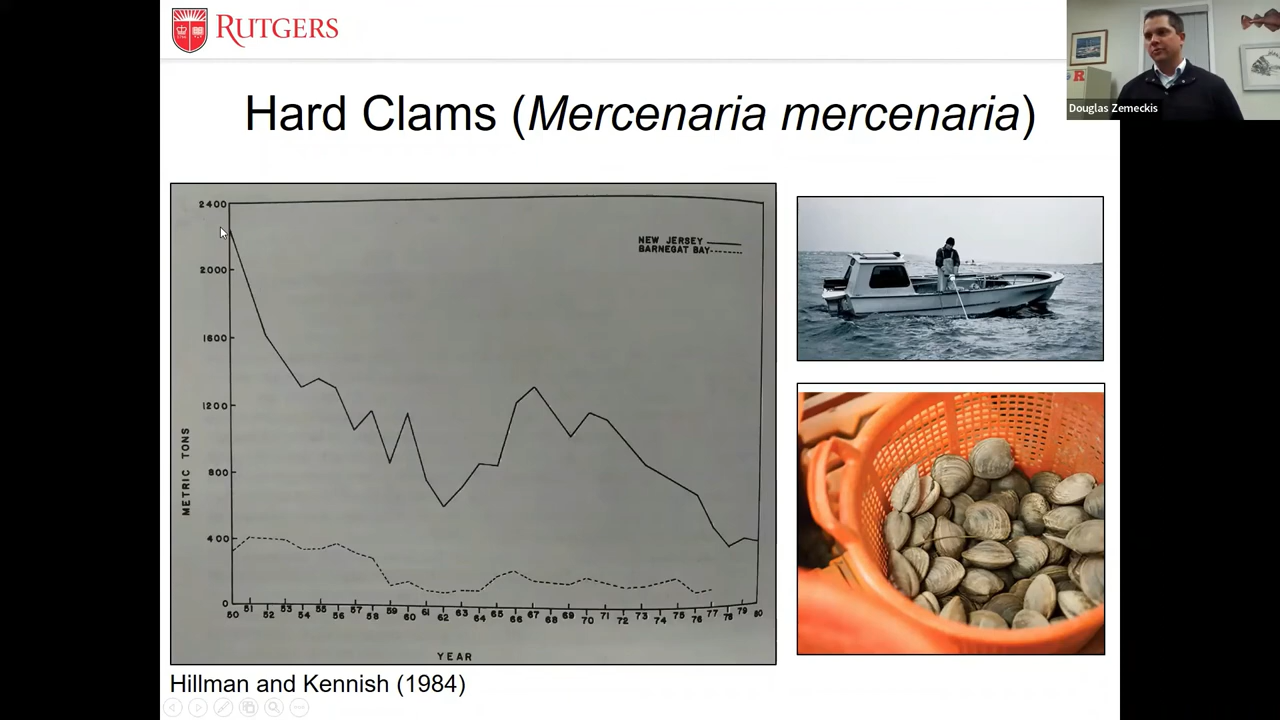 RUTGERS
Douglas Zemeckis
R
Hard Clams (Mercenaria mercenaria)
2400
2000
1600
1200
800
400
0
METRIC TONS
NEW JERSEY
BARNEGAT BAY
50 51 52 53 54 55 56 57 58 59 60 61 62 63 64 65 66 67 68 69 70 71 72 73 74 75 76 77 78 79 80
YEAR
Hillman and Kennish (1984)